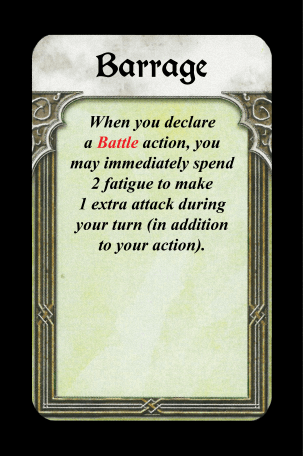 Barrage
When you declare
a Battle action, you
may immediately spend
2 fatigue to make
1 extra attack during
your turn (in addition
to your action).